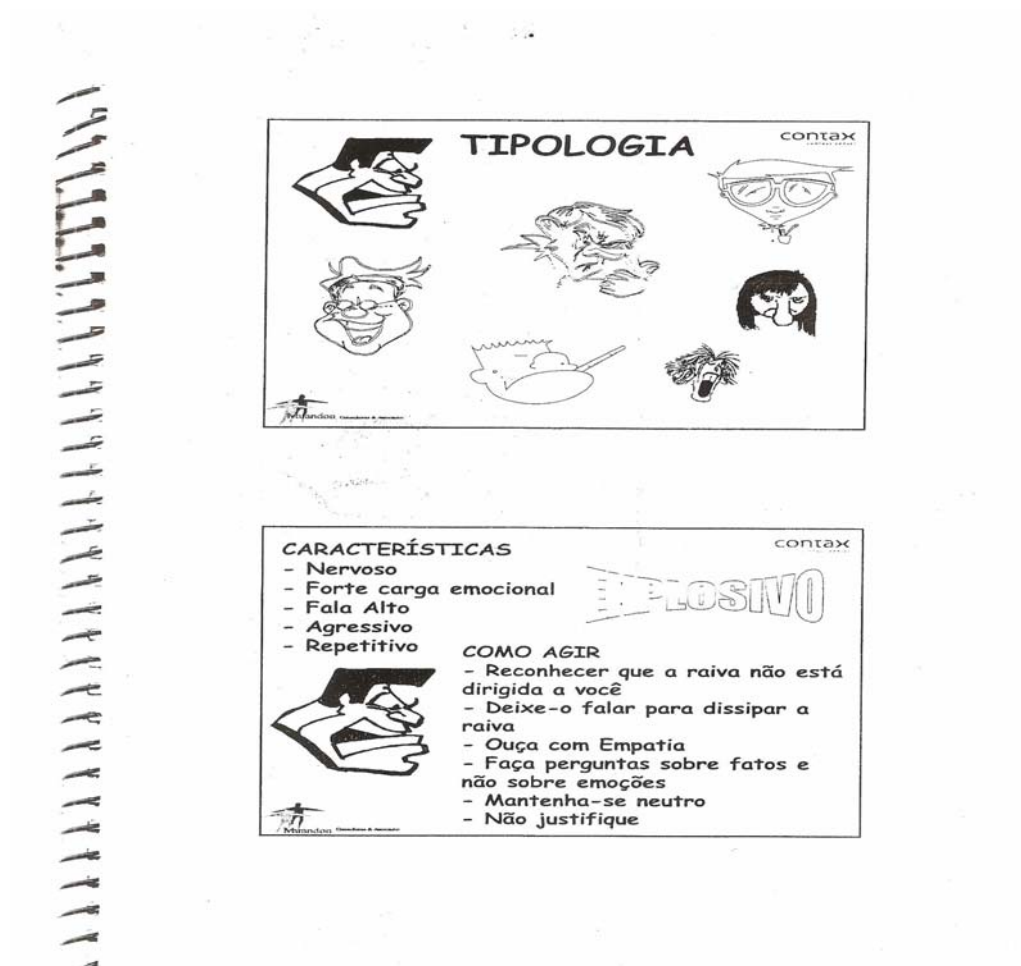 TIPOLOGIA
contax
CARACTERÍSTICAS
- Nervoso
- Forte carga emocional
- Fala Alto
- Agressivo
- Repetitivo
contax
EXPLOSIVO
COMO AGIR
- Reconhecer que a raiva não está
dirigida a você
- Deixe-o falar para dissipar a
raiva
- Ouça com Empatia
- Faça perguntas sobre fatos e
não sobre emoções
- Mantenha-se neutro
- Não justifique